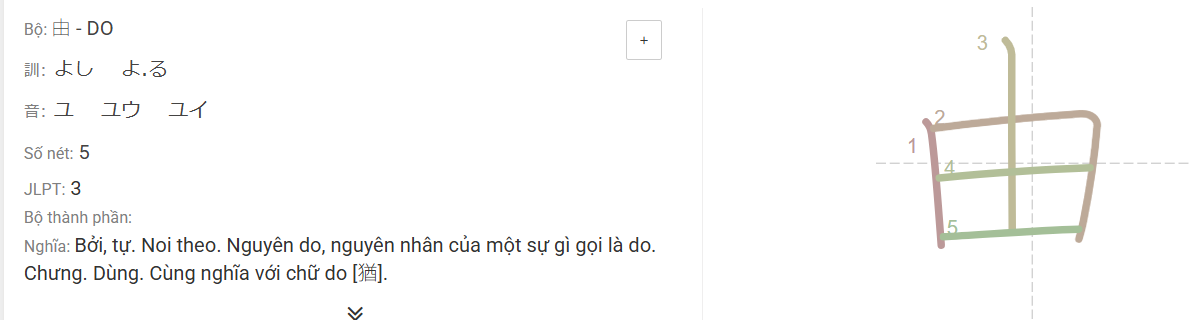 Bộ: 由 - DO
+
訓: よし よ.る
音: ユ ユウ ユイ
Số nét: 5
JLPT: 3
Bộ thành phần:
Nghĩa: Bởi, tự. Noi theo. Nguyên do, nguyên nhân của một sự gì gọi là do.
Chưng. Dùng. Cùng nghĩa với chữ do [猶].
3
2
1
4
5